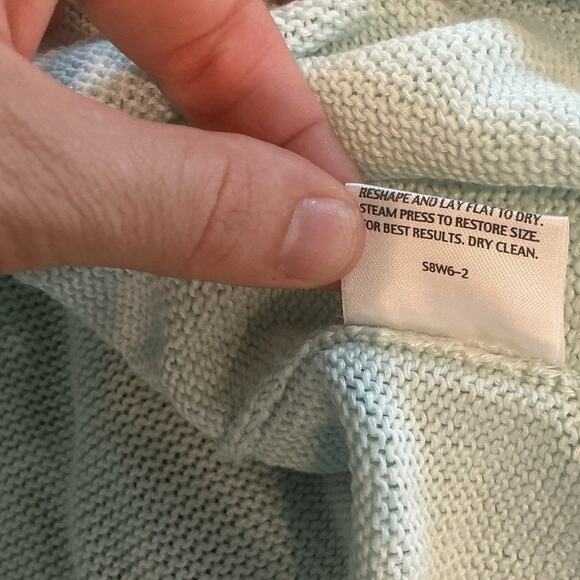 RESHAPE AND LAY FLAT TO DRY.
STEAM PRESS TO RESTORE SIZE.
FOR BEST RESULTS. DRY CLEAN.
S8W6-2